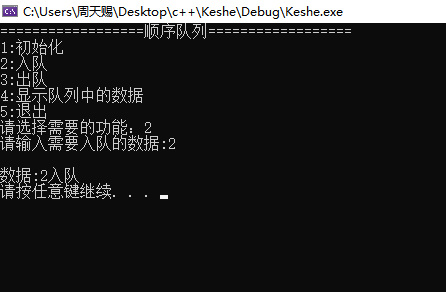 C:\Users\周天赐\Desktop\c++\Keshe\Debug\Keshe.exe
==================顺序队列==================
1:初始化
2:入队
3:出队
4:显示队列中的数据
5:退出
请选择需要的功能：2
请输入需要入队的数据:2
数据:2入队
请按任意键继续. . .